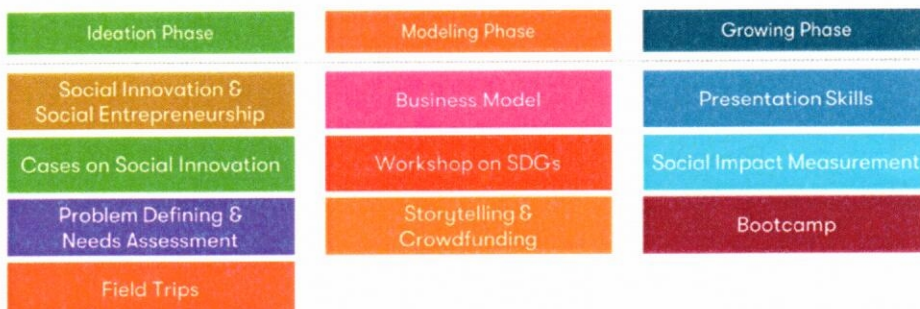 Ideation Phase
Modeling Phase
Growing Phase
Social Innovation &
Social Entrepreneurship
Business Model
Presentation Skills
Cases on Social Innovation
Workshop on SDGs
Social Impact Measurement
Problem Defining &
Needs Assessment
Storytelling &
Crowdfunding
Bootcamp
Field Trips